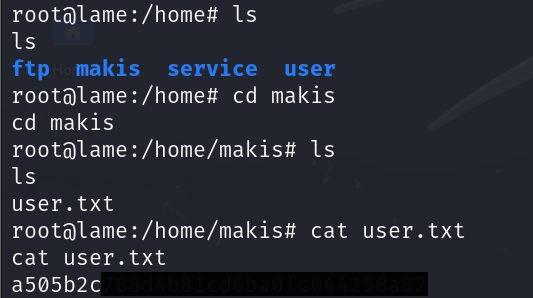 root@lame:/home# ls
ls
ftp  makis  service  user
root@lame:/home# cd makis
cd makis
root@lame:/home/makis# ls
ls
user.txt
root@lame:/home/makis# cat user.txt
cat user.txt
a505b2c